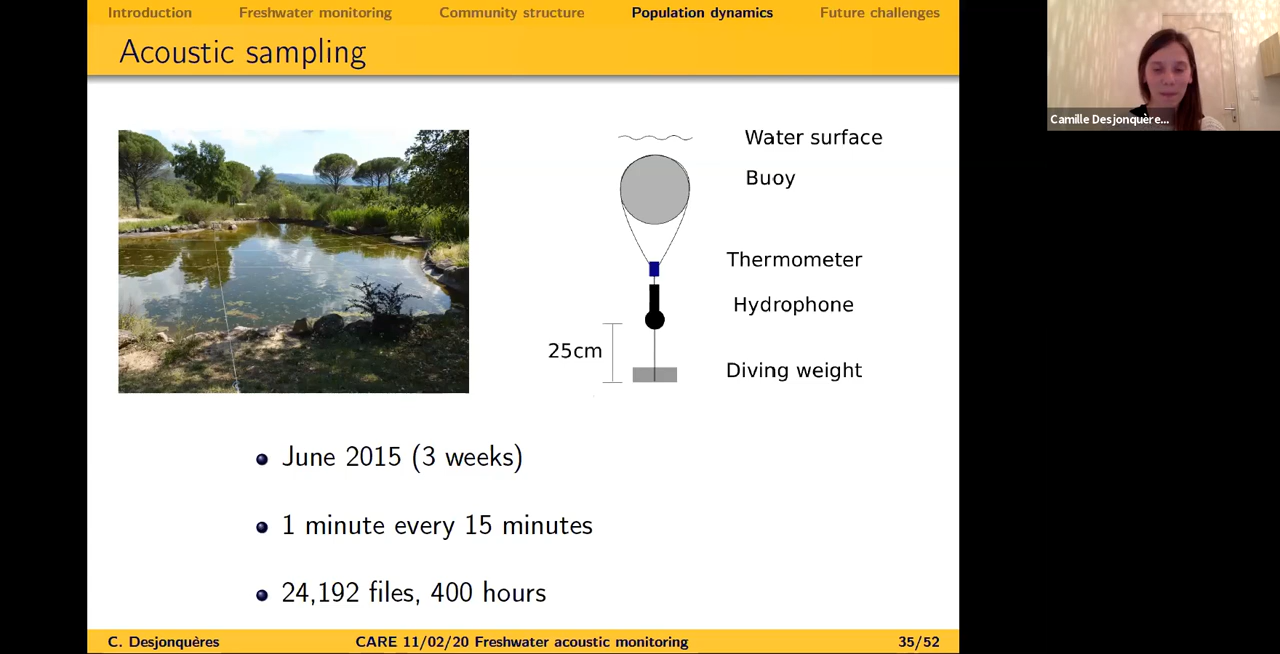 Introduction Freshwater monitoring Community structure Population dynamics Future challenges
Acoustic sampling
Water surface
Buoy
Thermometer
Hydrophone
25cm
Diving weight
June 2015 (3 weeks)
1 minute every 15 minutes
24,192 files, 400 hours
C. Desjonquères CARE 11/02/20 Freshwater acoustic monitoring 35/52
Camille Desjonquère...